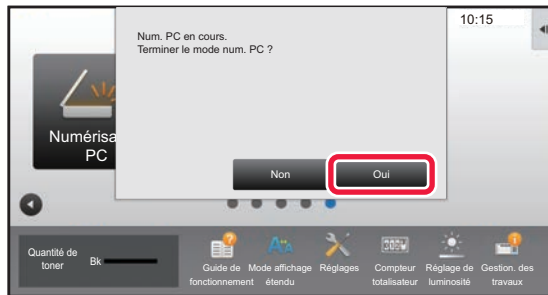 10:15
Num. PC en cours.
Terminer le mode num. PC ?
Numérisa
PC
Non
Oui
Quantité de
toner
Bk
Guide de
fonctionnement
Mode affichage
étendu
Réglages
Compteur
totalisateur
Réglage de
luminosité
Gestion. des
travaux